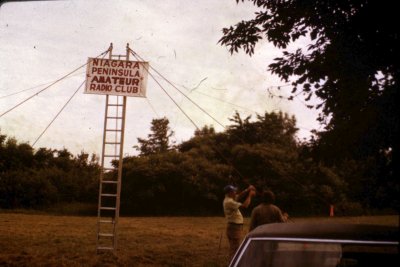 NIAGARA
PENINSULA
AMATEUR
RADIO CLUB